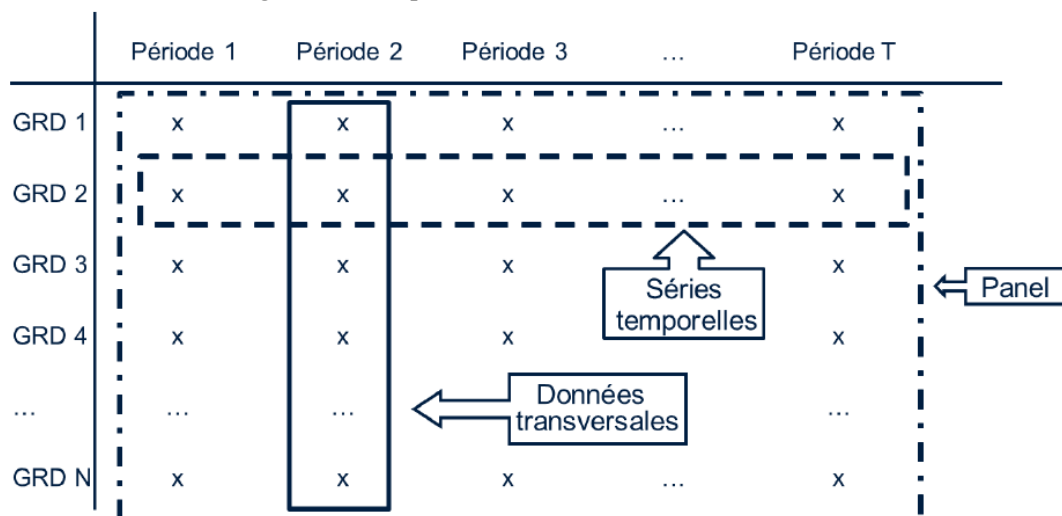 Période 1 Période 2 Période 3 ... Période T
GRD 1 x x x ... x
GRD 2 x x x ... x
GRD 3 x x x x
Séries
temporelles
Panel
GRD 4 x x x x
Données
transversales
... ... ... ...
GRD N x x x ... x